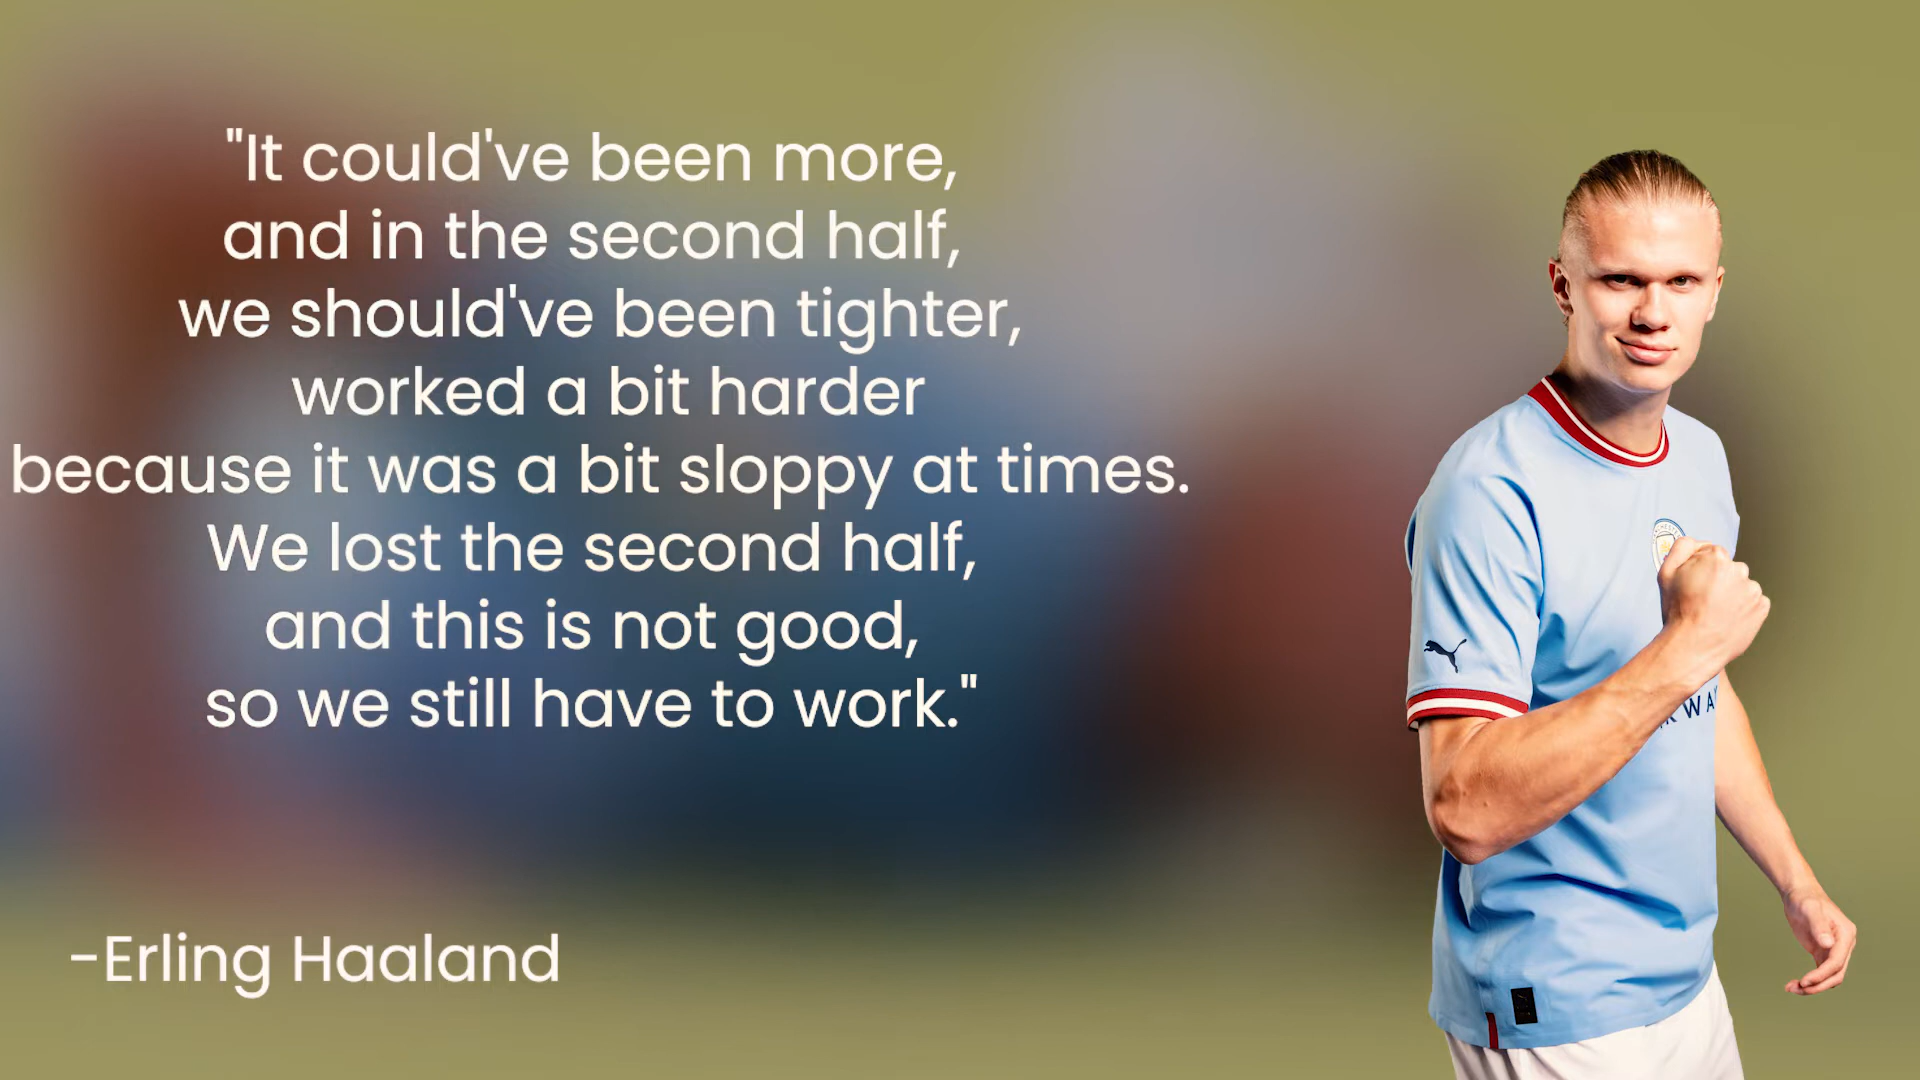 "It could've been more,
and in the second half,
we should've been tighter,
worked a bit harder
because it was a bit sloppy at times.
We lost the second half,
and this is not good,
so we still have to work."
-Erling Haaland